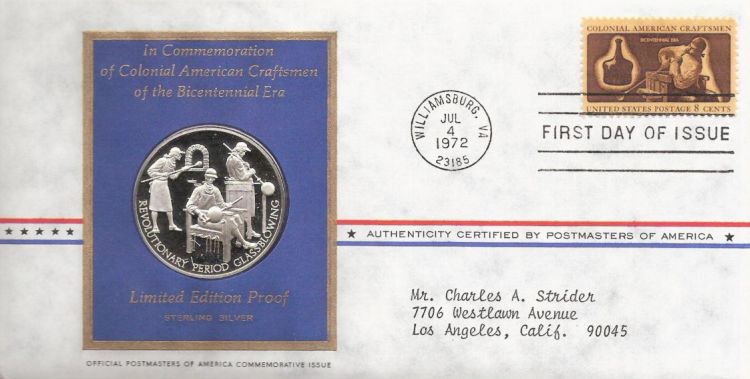 In Commemoration
of Colonial American Craftsmen
of the Bicentennial Era
REVOLUTIONARY PERIOD GLASSBLOWING
Limited Edition Proof
STERLING SILVER
OFFICIAL POSTMASTERS OF AMERICA COMMEMORATIVE ISSUE
COLONIAL AMERICAN CRAFTSMEN
BICENTENNIAL ERA
UNITED STATES POSTAGE 8 CENTS
WILLIAMSBURG, VA
JUL
4
1972
23185
FIRST DAY OF ISSUE
★ AUTHENTICITY CERTIFIED BY POSTMASTERS OF AMERICA ★
Mr. Charles A. Strider
7706 Westlawn Avenue
Los Angeles, Calif. 90045